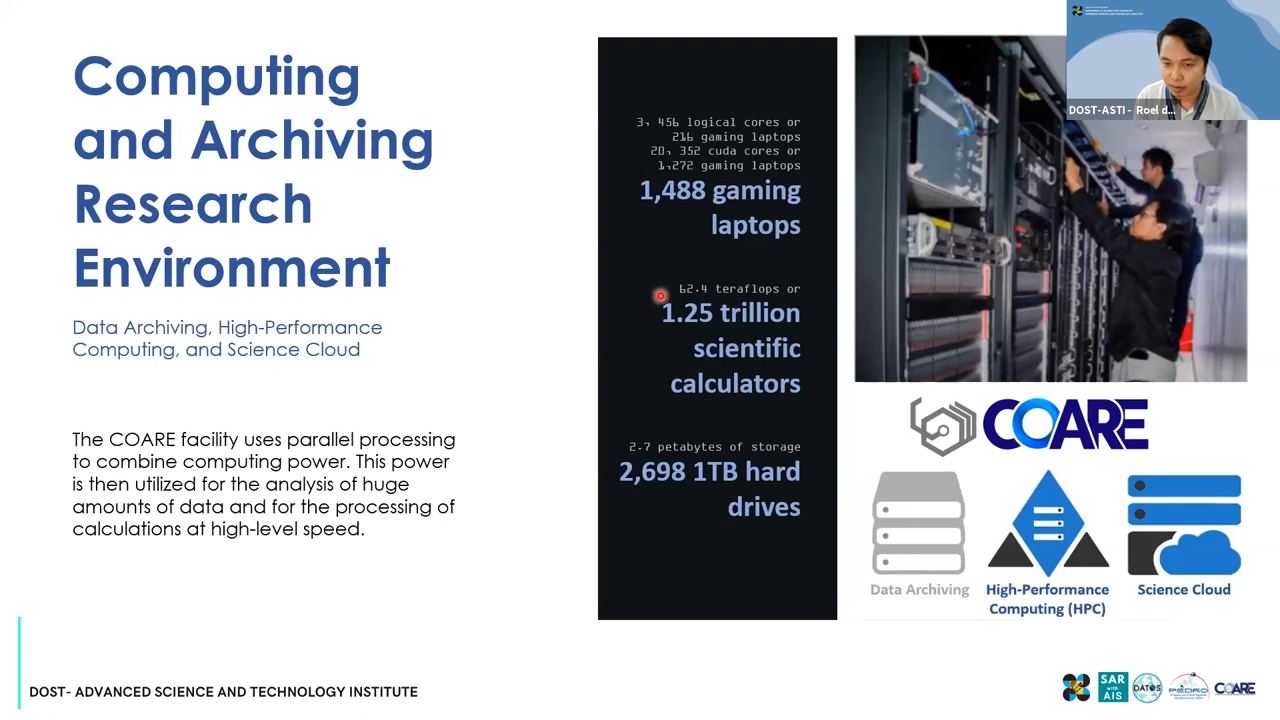 Computing
and Archiving
Research
Environment
Data Archiving, High-Performance
Computing, and Science Cloud
The COARE facility uses parallel processing
to combine computing power. This power
is then utilized for the analysis of huge
amounts of data and for the processing of
calculations at high-level speed.
3, 456 logical cores or
216 gaming laptops
20, 352 cuda cores or
1,272 gaming laptops
1,488 gaming
laptops
62.4 teraflops or
1.25 trillion
scientific
calculators
2.7 petabytes of storage
2,698 1TB hard
drives
DOST-ASTI - Roel d...
COARE
Data Archiving
High-Performance
Computing (HPC)
Science Cloud
DOST- ADVANCED SCIENCE AND TECHNOLOGY INSTITUTE
SAR
with
AIS
DATOS
PEDRO
COARE